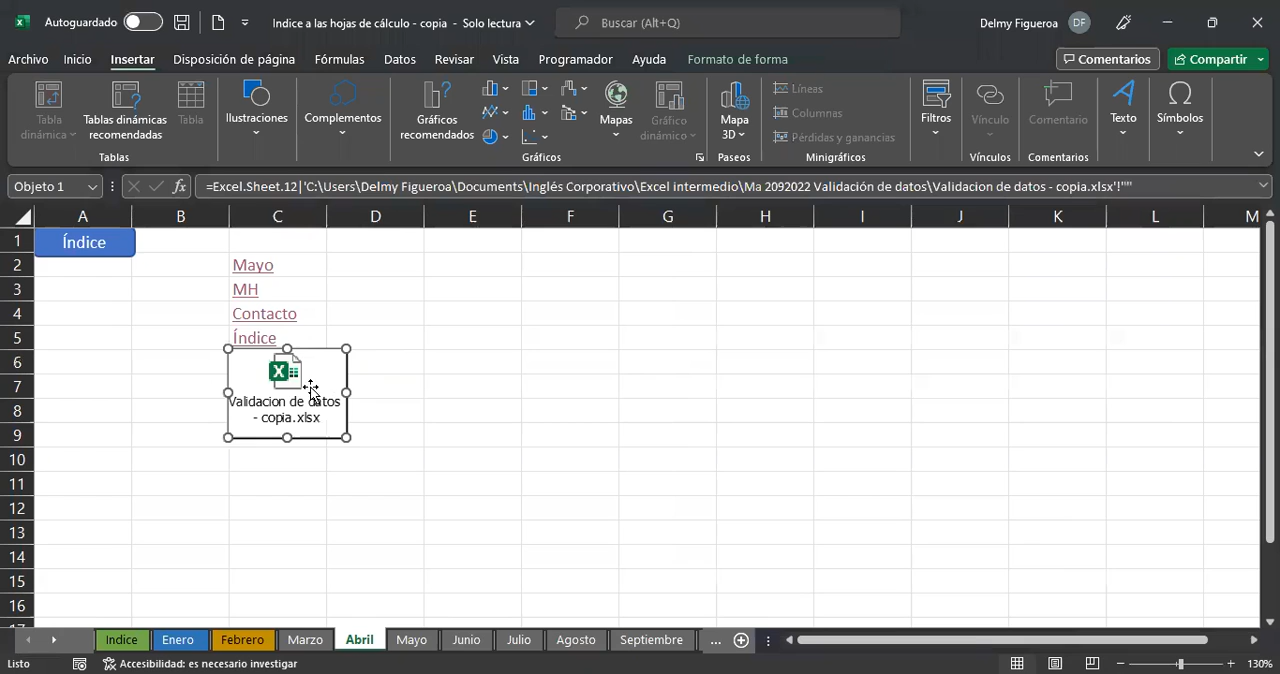 Autoguardado
Indice a las hojas de cálculo - copia - Solo lectura
Buscar (Alt+Q)
Delmy Figueroa
DF
Archivo Inicio Insertar Disposición de página Fórmulas Datos Revisar Vista Programador Ayuda Formato de forma
Comentarios
Compartir
Tabla
dinámica
Tablas dinámicas
recomendadas
Tabla
Tablas
Ilustraciones
Complementos
Gráficos
recomendados
Mapas
Gráfico
dinámico
Gráficos
Mapa
3D
Paseos
Líneas
Columnas
Pérdidas y ganancias
Minigráficos
Filtros
Vínculo
Vínculos
Comentario
Comentarios
Texto
Símbolos
Objeto 1
fx
=Excel.Sheet.12|'C:\Users\Delmy Figueroa\Documents\Inglés Corporativo\Excel intermedio\Ma 2092022 Validación de datos\Validacion de datos - copia.xlsx'!''''
A B C D E F G H I J K L M
1 Índice
2 Mayo
3 MH
4 Contacto
5 Índice
6
7
8
9
Validacion de datos
- copia.xlsx
10
11
12
13
14
15
16
17
Indice Enero Febrero Marzo Abril Mayo Junio Julio Agosto Septiembre ...
Listo
Accesibilidad: es necesario investigar
130%